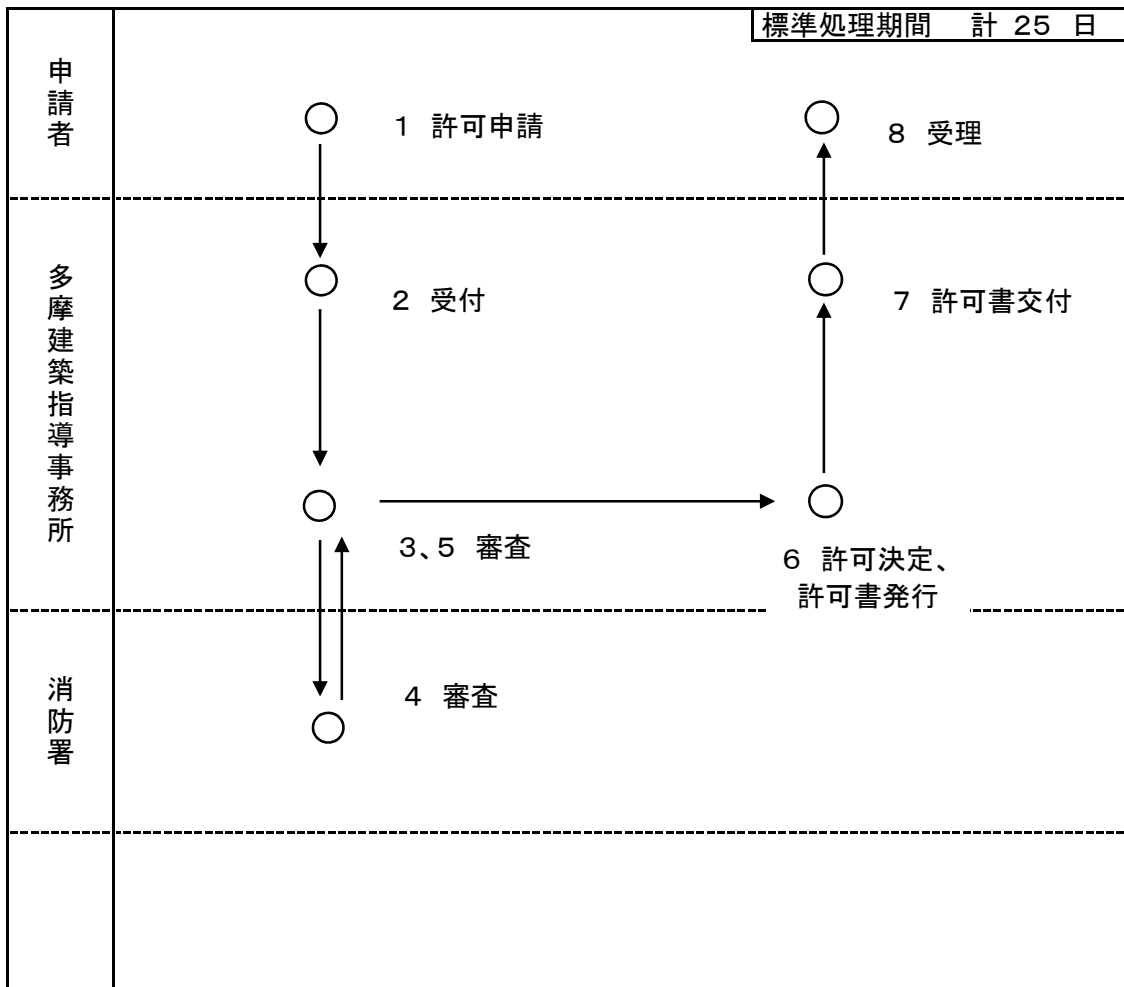 標準処理期間 計 25 日
申請者
1 許可申請
8 受理
多摩建築指導事務所
2 受付
7 許可書交付
3、5 審査
6 許可決定、
許可書発行
消防署
4 審査